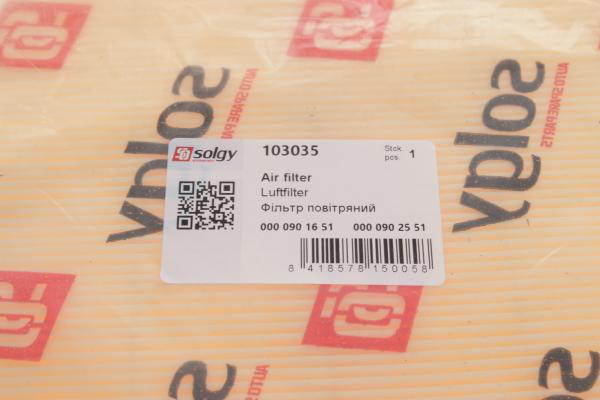 solgy
AUTO SPARE PARTS
solgy
AUTO SPARE PARTS
solgy
103035
Stck.
pcs. 1
Air filter
Luftfilter
Фільтр повітряний
000 090 16 51 000 090 25 51
8 418578 150058